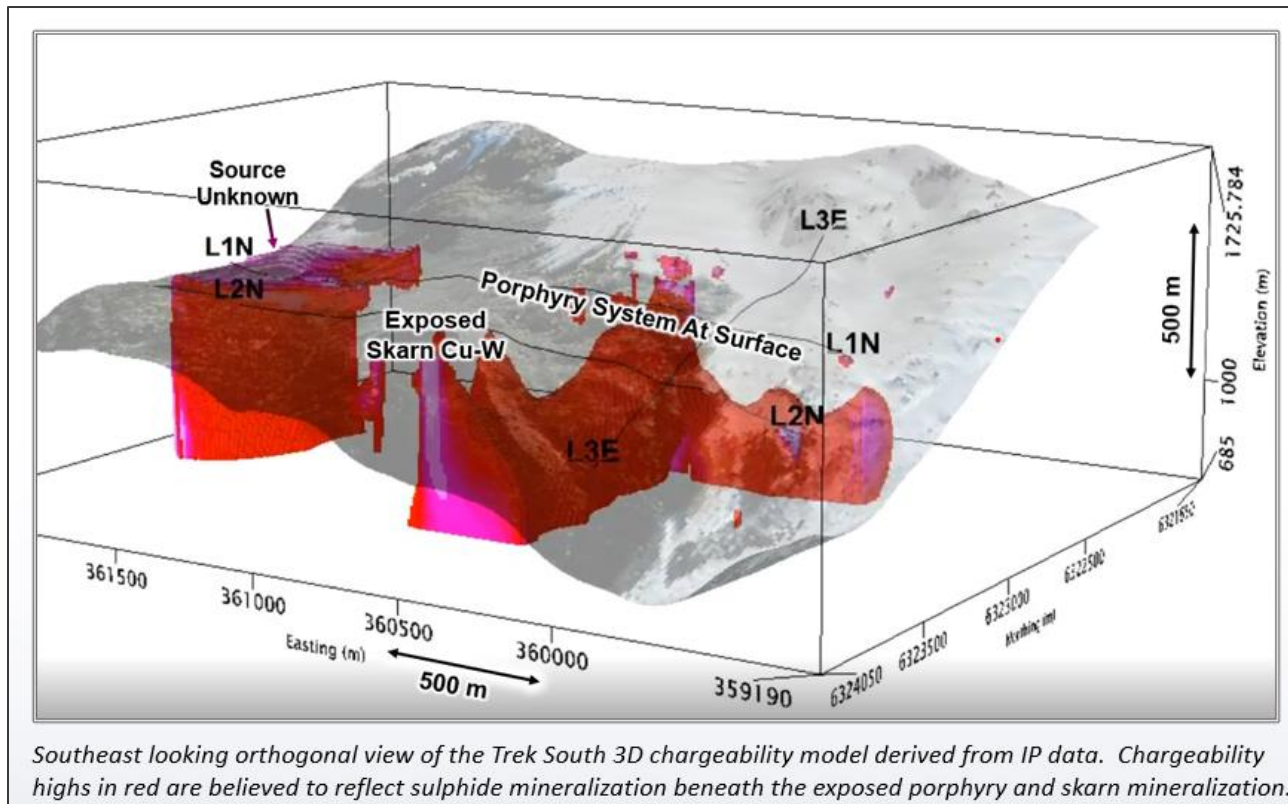 Source
Unknown
L1N
L2N
L3E
Porphyry System At Surface
Exposed
Skarn Cu-W
L1N
L2N
L3E
1725.784
500 m
Elevation (m)
1000
685
361500
361000
360500
360000
359190
Easting (m)
500 m
6324050
6323500
6323000
6322500
Northing (m)
Southeast looking orthogonal view of the Trek South 3D chargeability model derived from IP data. Chargeability
highs in red are believed to reflect sulphide mineralization beneath the exposed porphyry and skarn mineralization.